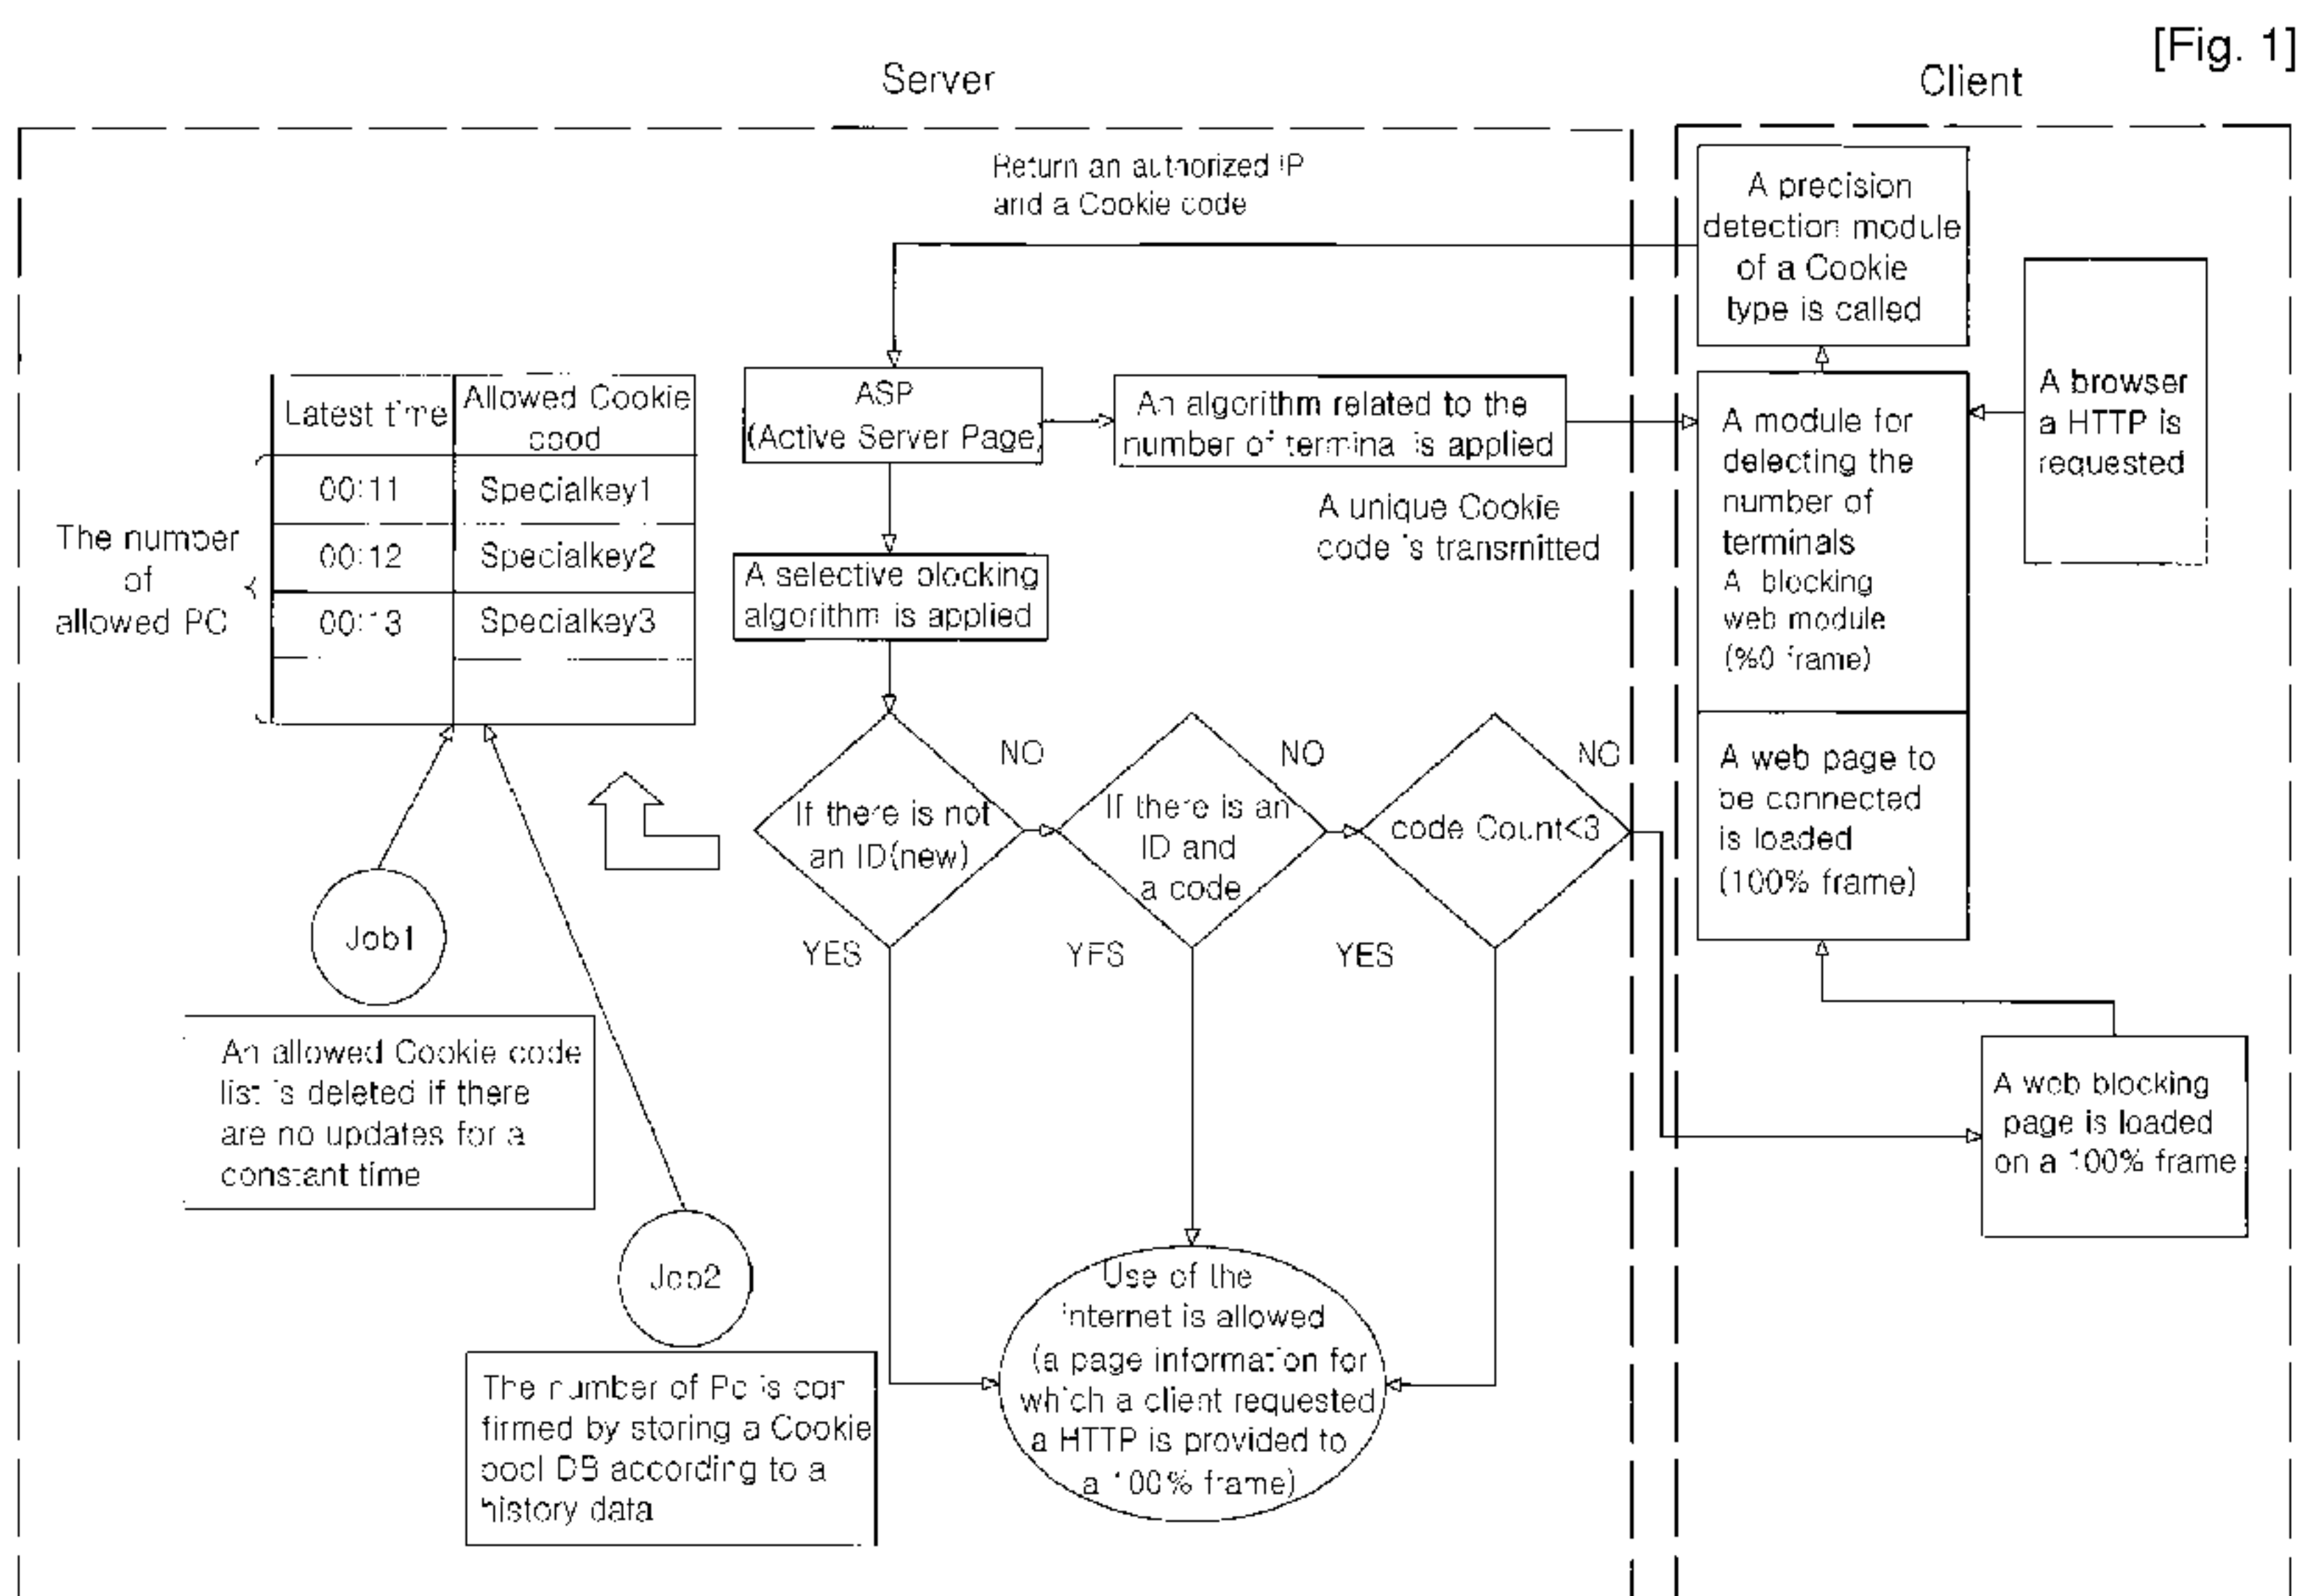 [Fig. 1]
Server
Client
Return an authorized IP
and a Cookie code
A precision
detection module
of a Cookie
type is called
A browser
a HTTP is
requested
Latest time
Allowed Cookie
cood
00:11
Specialkey1
00:12
Specialkey2
00:13
Specialkey3
The number
of
allowed PC
ASP
(Active Server Page)
An algorithm related to the
number of terminal is applied
A unique Cookie
code is transmitted
A module for
delecting the
number of
terminals
A blocking
web module
(%0 frame)
A web page to
be connected
is loaded
(100% frame)
A selective blocking
algorithm is applied
If there is not
an ID(new)
NO
YES
If there is an
ID and
a code
NO
YES
code Count<3
NO
YES
Job1
An allowed Cookie code
list is deleted if there
are no updates for a
constant time
Job2
The number of Pc is con
firmed by storing a Cookie
pool DB according to a
history data
Use of the
internet is allowed
(a page information for
which a client requested
a HTTP is provided to
a 100% frame)
A web blocking
page is loaded
on a 100% frame